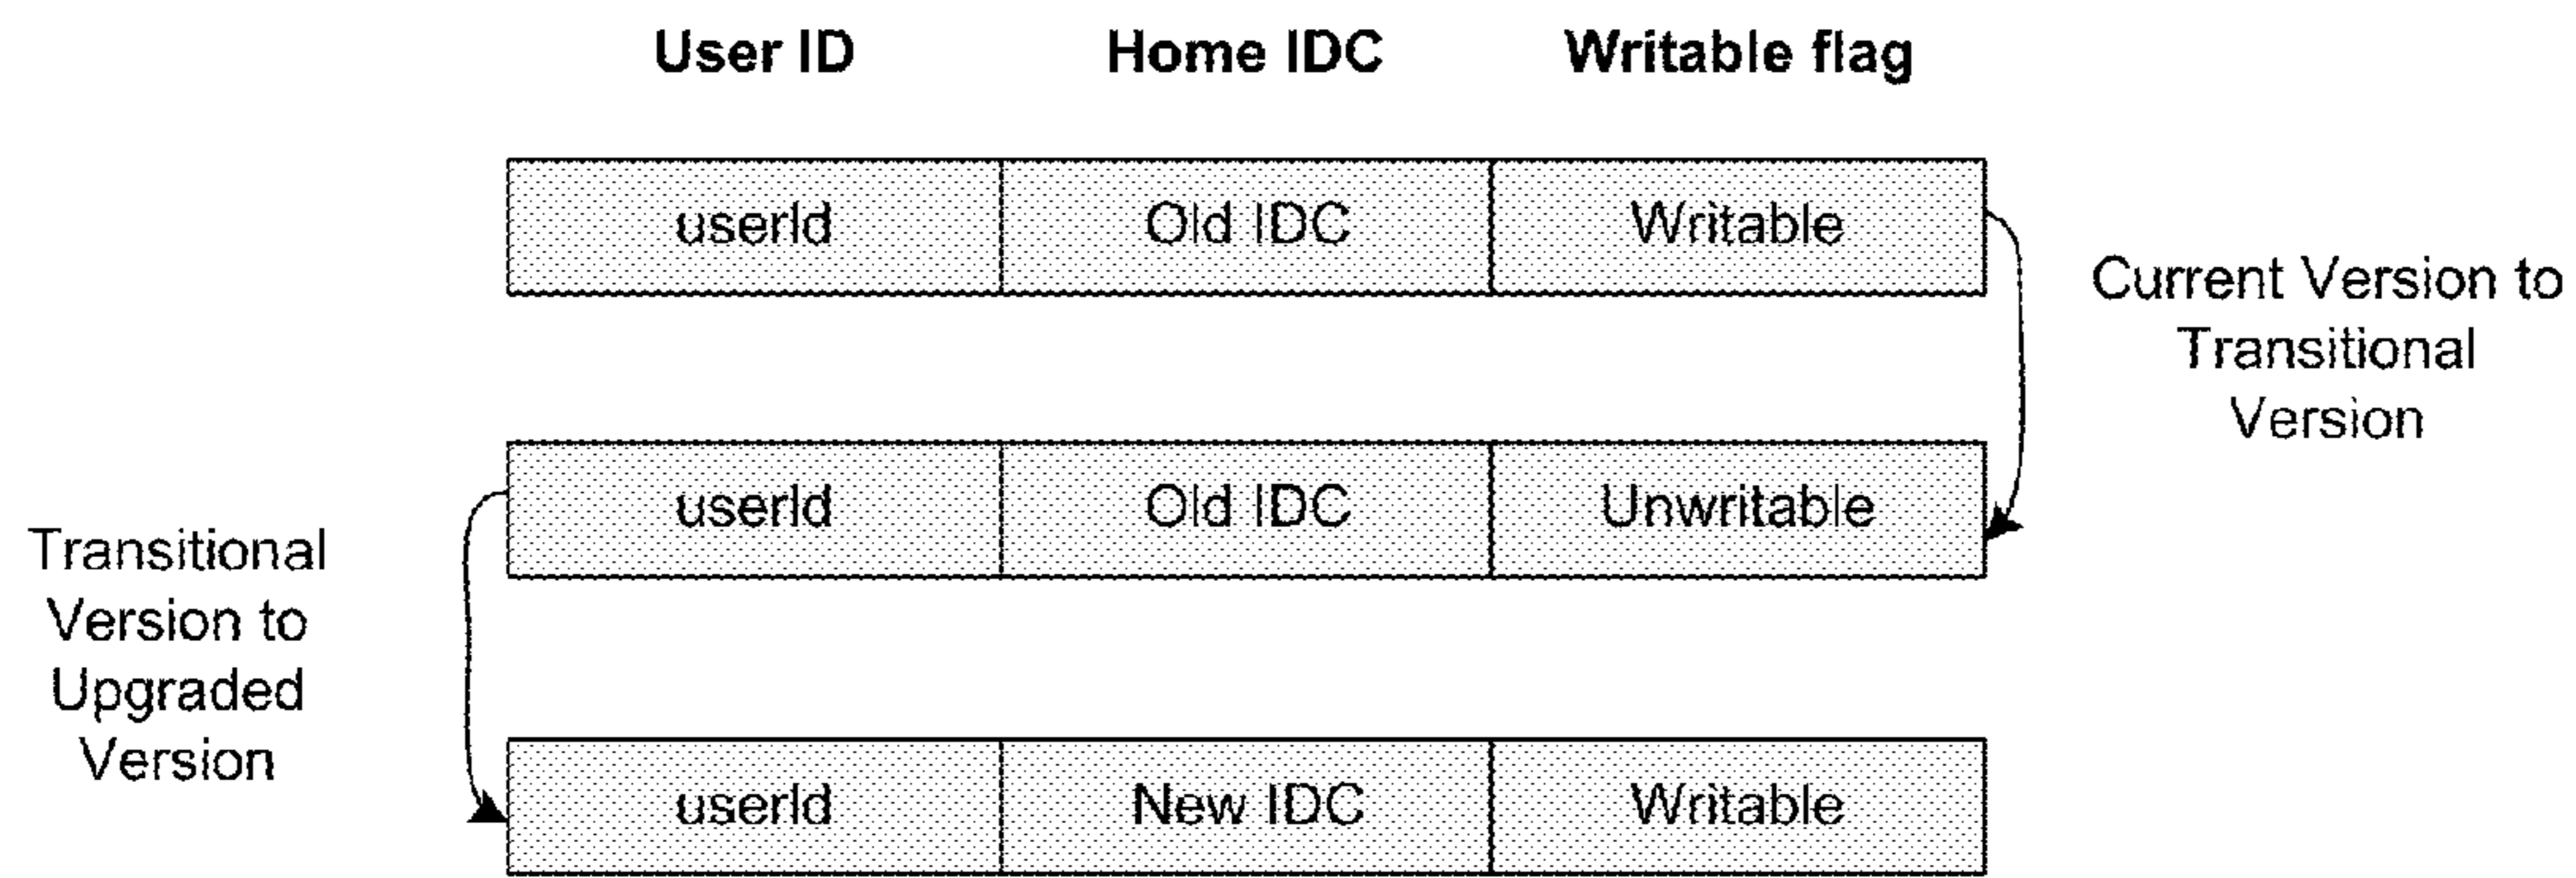 User ID Home IDC Writable flag
userId Old IDC Writable
Current Version to
Transitional
Version
userId Old IDC Unwritable
Transitional
Version to
Upgraded
Version
userId New IDC Writable